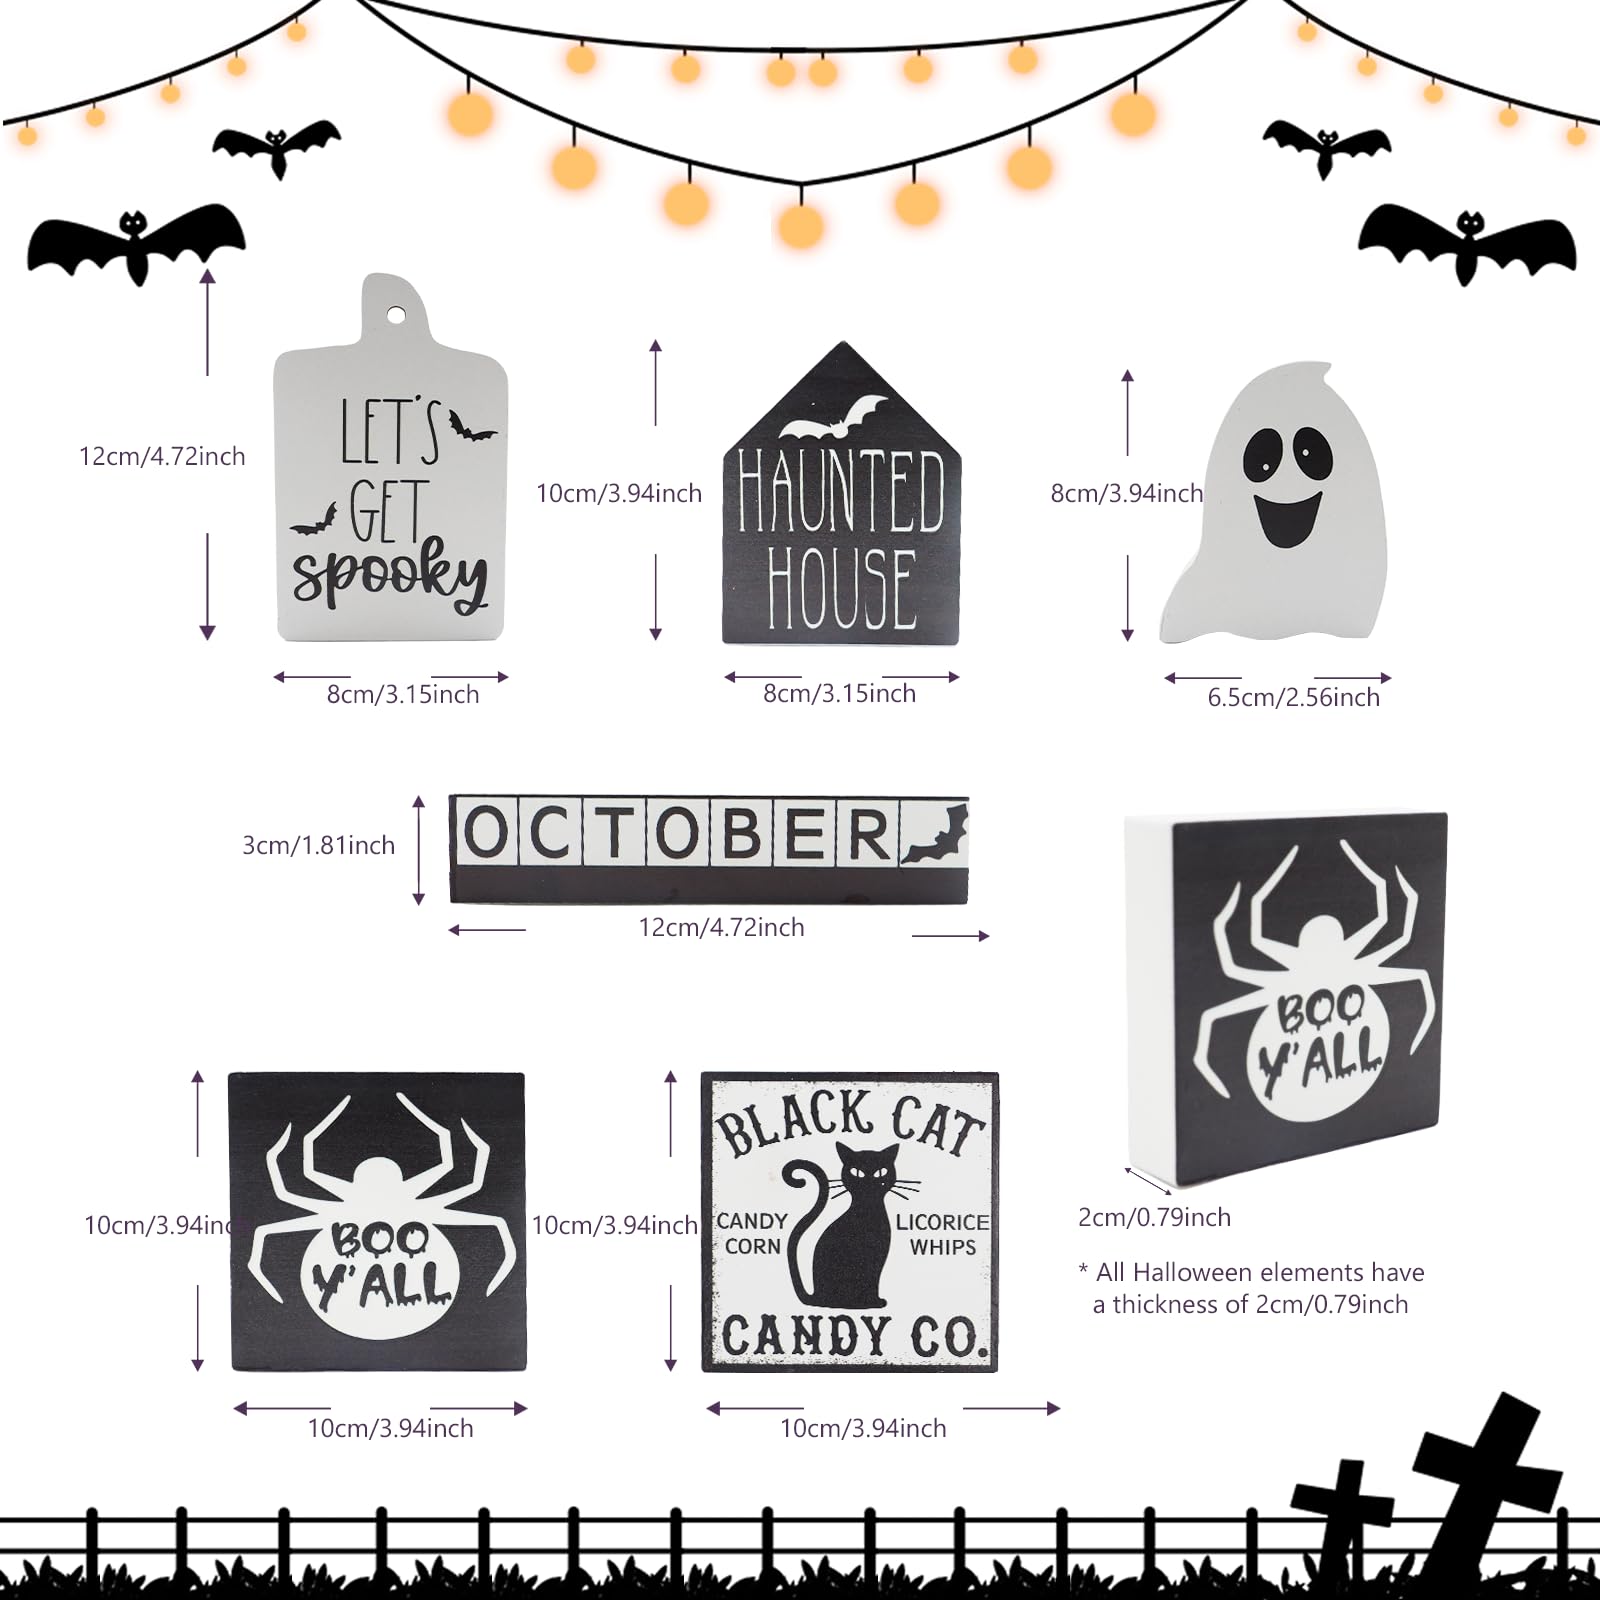 LET'S
GET
spooky
12cm/4.72inch
8cm/3.15inch
HAUNTED
HOUSE
10cm/3.94inch
8cm/3.15inch
8cm/3.94inch
6.5cm/2.56inch
OCTOBER
3cm/1.81inch
12cm/4.72inch
BOO
Y'ALL
2cm/0.79inch
* All Halloween elements have
a thickness of 2cm/0.79inch
BOO
Y'ALL
10cm/3.94inch
10cm/3.94inch
BLACK CAT
CANDY
CORN
LICORICE
WHIPS
CANDY CO.
10cm/3.94inch
10cm/3.94inch